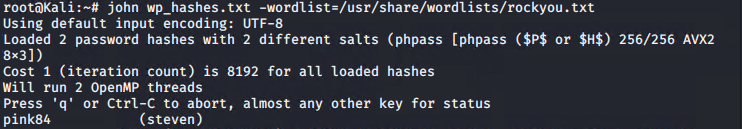 root@Kali:~# john wp_hashes.txt -wordlist=/usr/share/wordlists/rockyou.txt
Using default input encoding: UTF-8
Loaded 2 password hashes with 2 different salts (phpass [phpass ($P$ or $H$) 256/256 AVX2
8×3])
Cost 1 (iteration count) is 8192 for all loaded hashes
Will run 2 OpenMP threads
Press 'q' or Ctrl-C to abort, almost any other key for status
pink84           (steven)